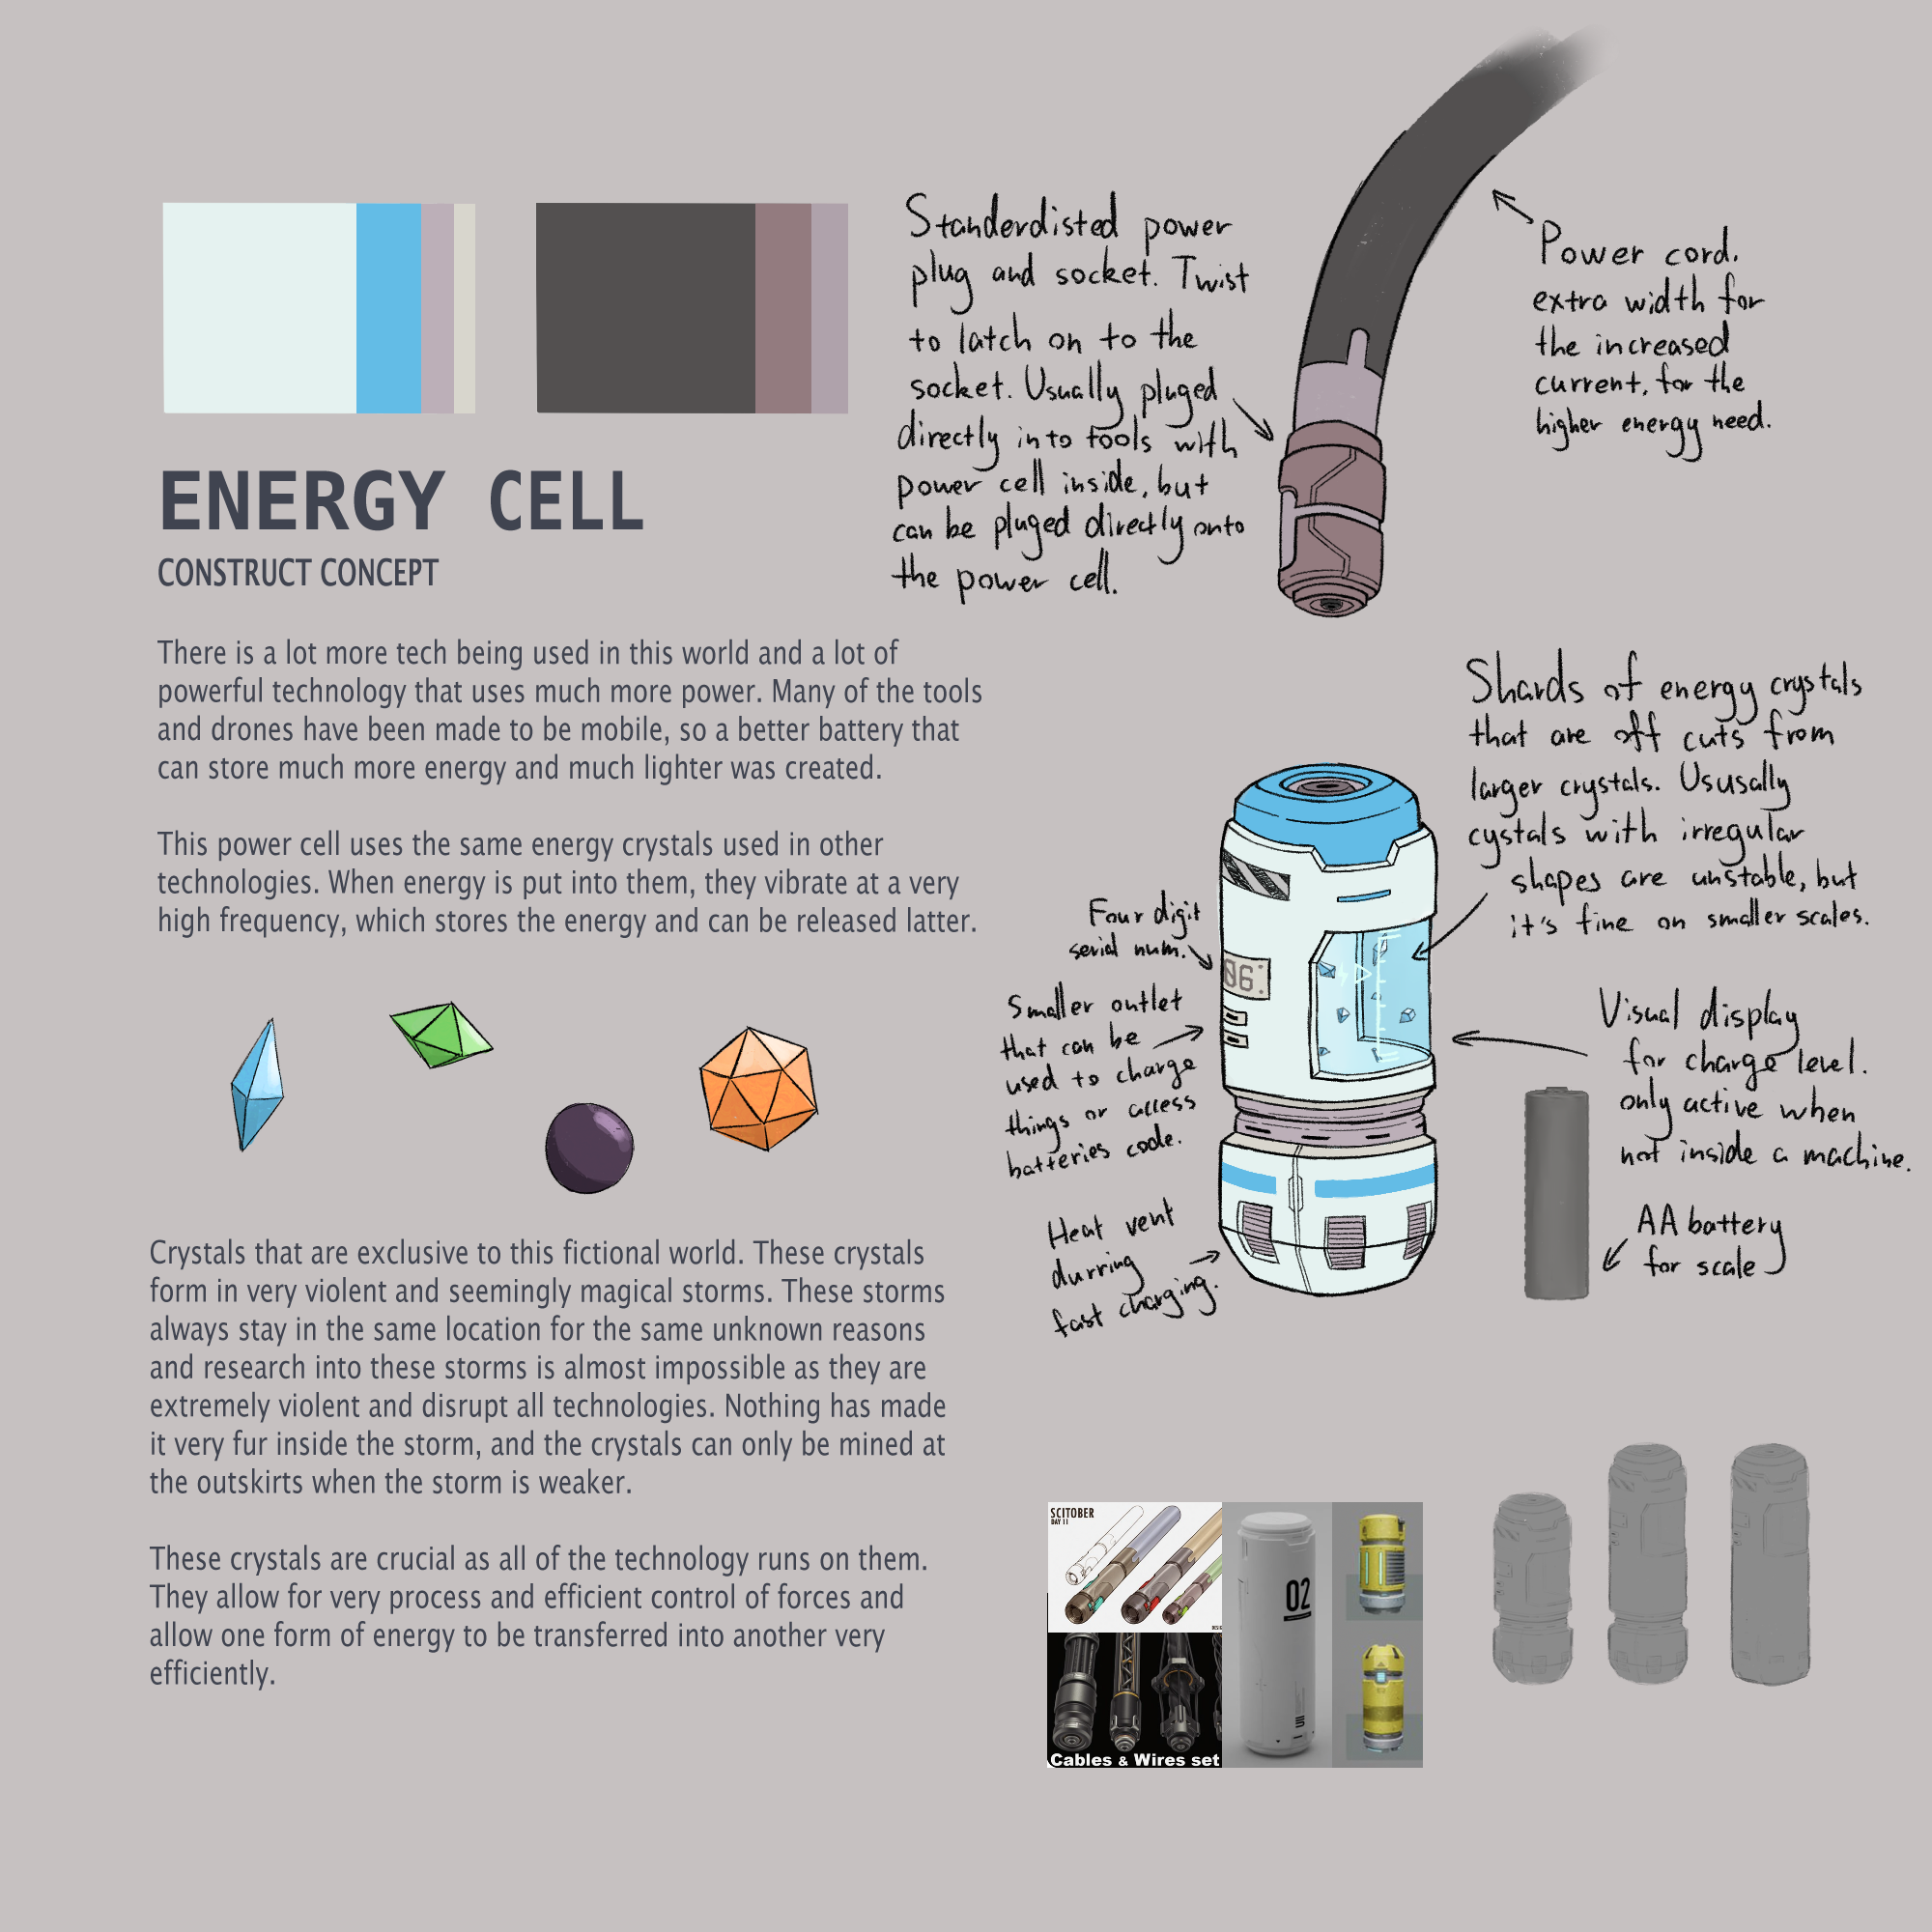 ENERGY CELL
CONSTRUCT CONCEPT
There is a lot more tech being used in this world and a lot of
powerful technology that uses much more power. Many of the tools
and drones have been made to be mobile, so a better battery that
can store much more energy and much lighter was created.
This power cell uses the same energy crystals used in other
technologies. When energy is put into them, they vibrate at a very
high frequency, which stores the energy and can be released latter.
Crystals that are exclusive to this fictional world. These crystals
form in very violent and seemingly magical storms. These storms
always stay in the same location for the same unknown reasons
and research into these storms is almost impossible as they are
extremely violent and disrupt all technologies. Nothing has made
it very fur inside the storm, and the crystals can only be mined at
the outskirts when the storm is weaker.
These crystals are crucial as all of the technology runs on them.
They allow for very process and efficient control of forces and
allow one form of energy to be transferred into another very
efficiently.
Standerdisted power
plug and socket. Twist
to latch on to the
socket. Usually pluged
directly into tools with
power cell inside, but
can be pluged directly onto
the power cell.
Power cord.
extra width for
the increased
current, for the
higher energy need.
Shards of energy crystals
that are off cuts from
larger crystals. Ususally
cystals with irregular
shapes are unstable, but
it's fine on smaller scales.
Four digit
serial num.
06:
Smaller outlet
that can be
used to charge
things or access
batteries code.
Heat vent
durring
fast charging.
Visual display
for charge level.
only active when
not inside a machine.
AA battery
for scale
SCITOBER
DAY 11
02
Cables & Wires set